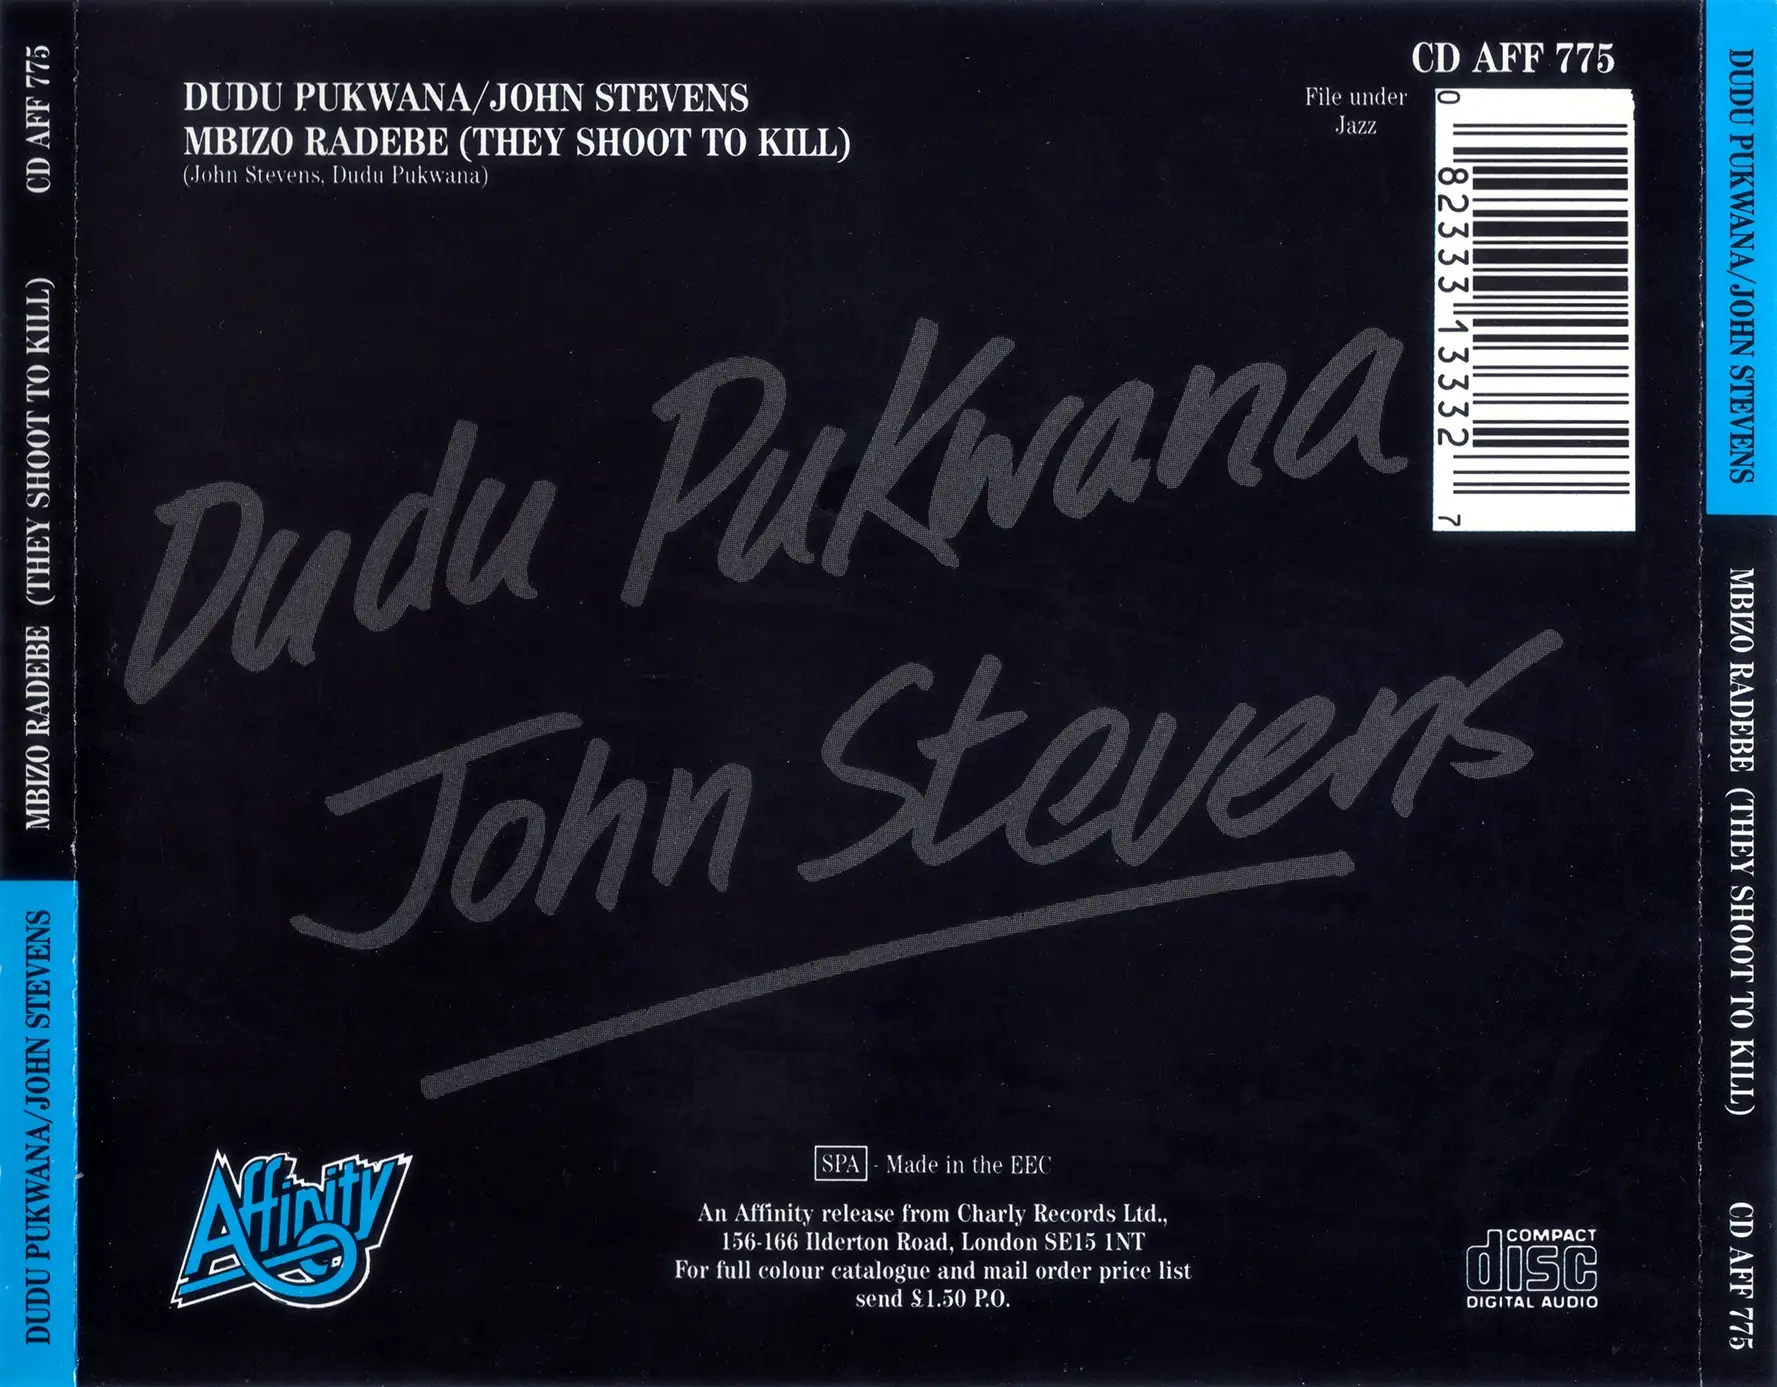 CD AFF 775
MBIZO RADEBE (THEY SHOOT TO KILL)
DUDU PUKWANA/JOHN STEVENS
DUDU PUKWANA/JOHN STEVENS
MBIZO RADEBE (THEY SHOOT TO KILL)
(John Stevens, Dudu Pukwana)
CD AFF 775
File under
Jazz
0 82333 13332 7
Dudu Pukwana
John Stevens
Affinity
SPA - Made in the EEC
An Affinity release from Charly Records Ltd.,
156-166 Ilderton Road, London SE15 1NT
For full colour catalogue and mail order price list
send £1.50 P.O.
COMPACT
disc
DIGITAL AUDIO
DUDU PUKWANA/JOHN STEVENS
MBIZO RADEBE (THEY SHOOT TO KILL)
CD AFF 775